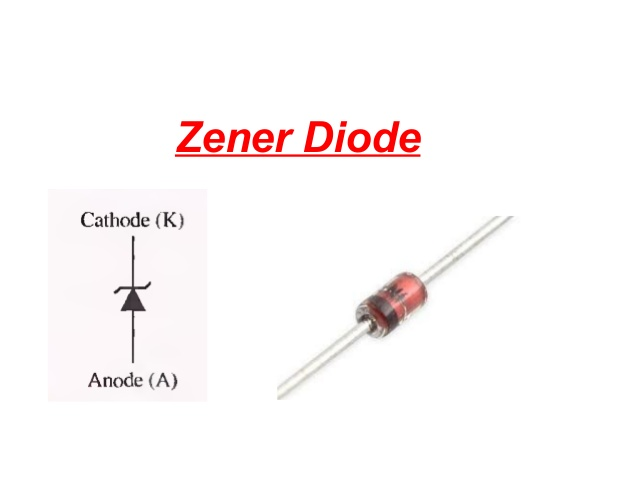 Zener Diode
Cathode (K)
Anode (A)